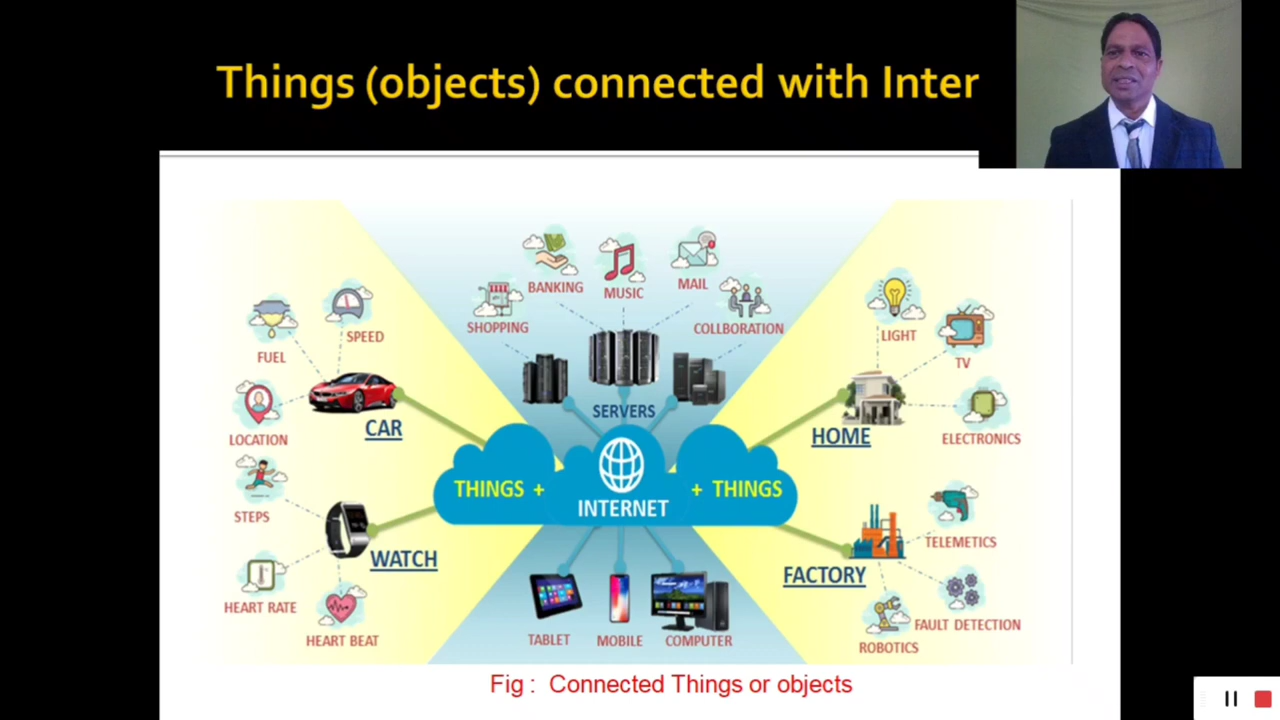 Things (objects) connected with Inter
BANKING
MUSIC
MAIL
SHOPPING
COLLBORATION
SPEED
FUEL
LIGHT
TV
LOCATION
CAR
SERVERS
HOME
ELECTRONICS
THINGS +
INTERNET
+ THINGS
STEPS
WATCH
TELEMETICS
FACTORY
HEART RATE
HEART BEAT
TABLET
MOBILE
COMPUTER
FAULT DETECTION
ROBOTICS
Fig : Connected Things or objects